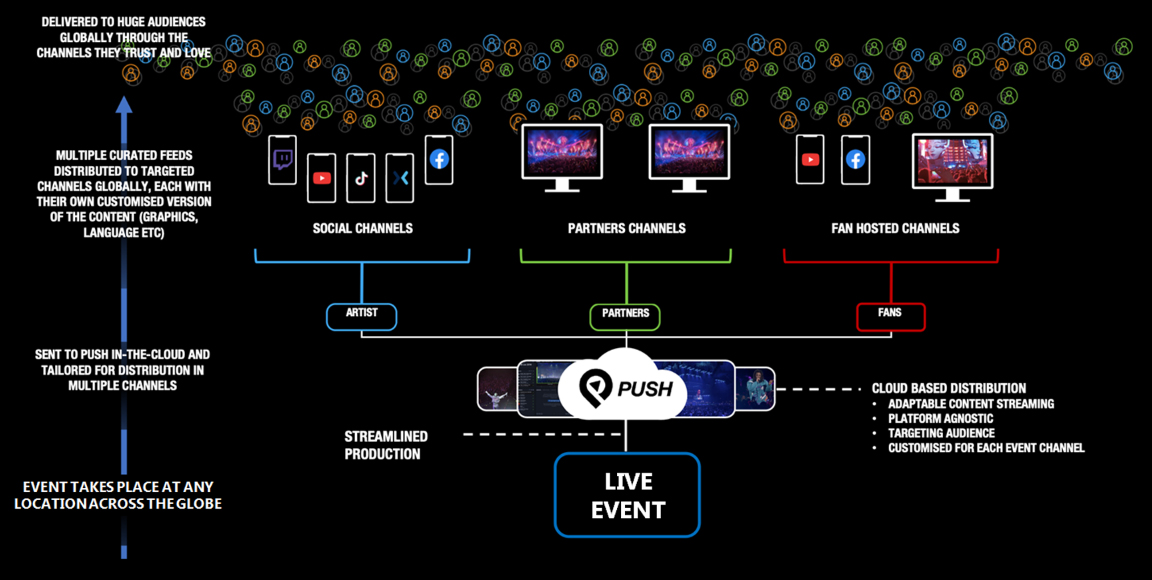 DELIVERED TO HUGE AUDIENCES
GLOBALLY THROUGH THE
CHANNELS THEY TRUST AND LOVE
MULTIPLE CURATED FEEDS
DISTRIBUTED TO TARGETED
CHANNELS GLOBALLY, EACH WITH
THEIR OWN CUSTOMISED VERSION
OF THE CONTENT (GRAPHICS,
LANGUAGE ETC)
SOCIAL CHANNELS
PARTNERS CHANNELS
FAN HOSTED CHANNELS
ARTIST
PARTNERS
FANS
SENT TO PUSH IN-THE-CLOUD AND
TAILORED FOR DISTRIBUTION IN
MULTIPLE CHANNELS
PUSH
CLOUD BASED DISTRIBUTION
• ADAPTABLE CONTENT STREAMING
• PLATFORM AGNOSTIC
• TARGETING AUDIENCE
• CUSTOMISED FOR EACH EVENT CHANNEL
STREAMLINED
PRODUCTION
EVENT TAKES PLACE AT ANY
LOCATION ACROSS THE GLOBE
LIVE
EVENT